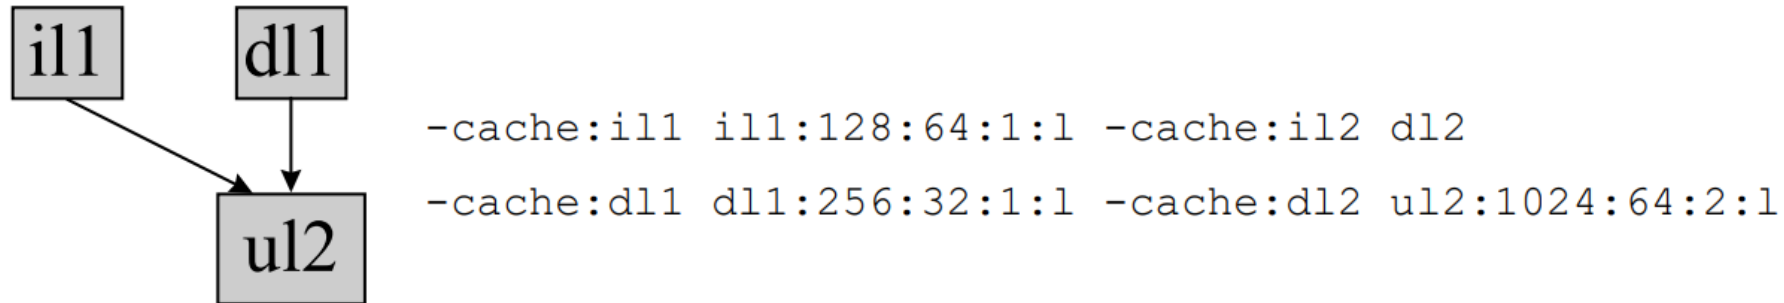 il1 dl1
-cache:il1 il1:128:64:1:l -cache:il2 dl2
-cache:dl1 dl1:256:32:1:l -cache:dl2 ul2:1024:64:2:l
ul2